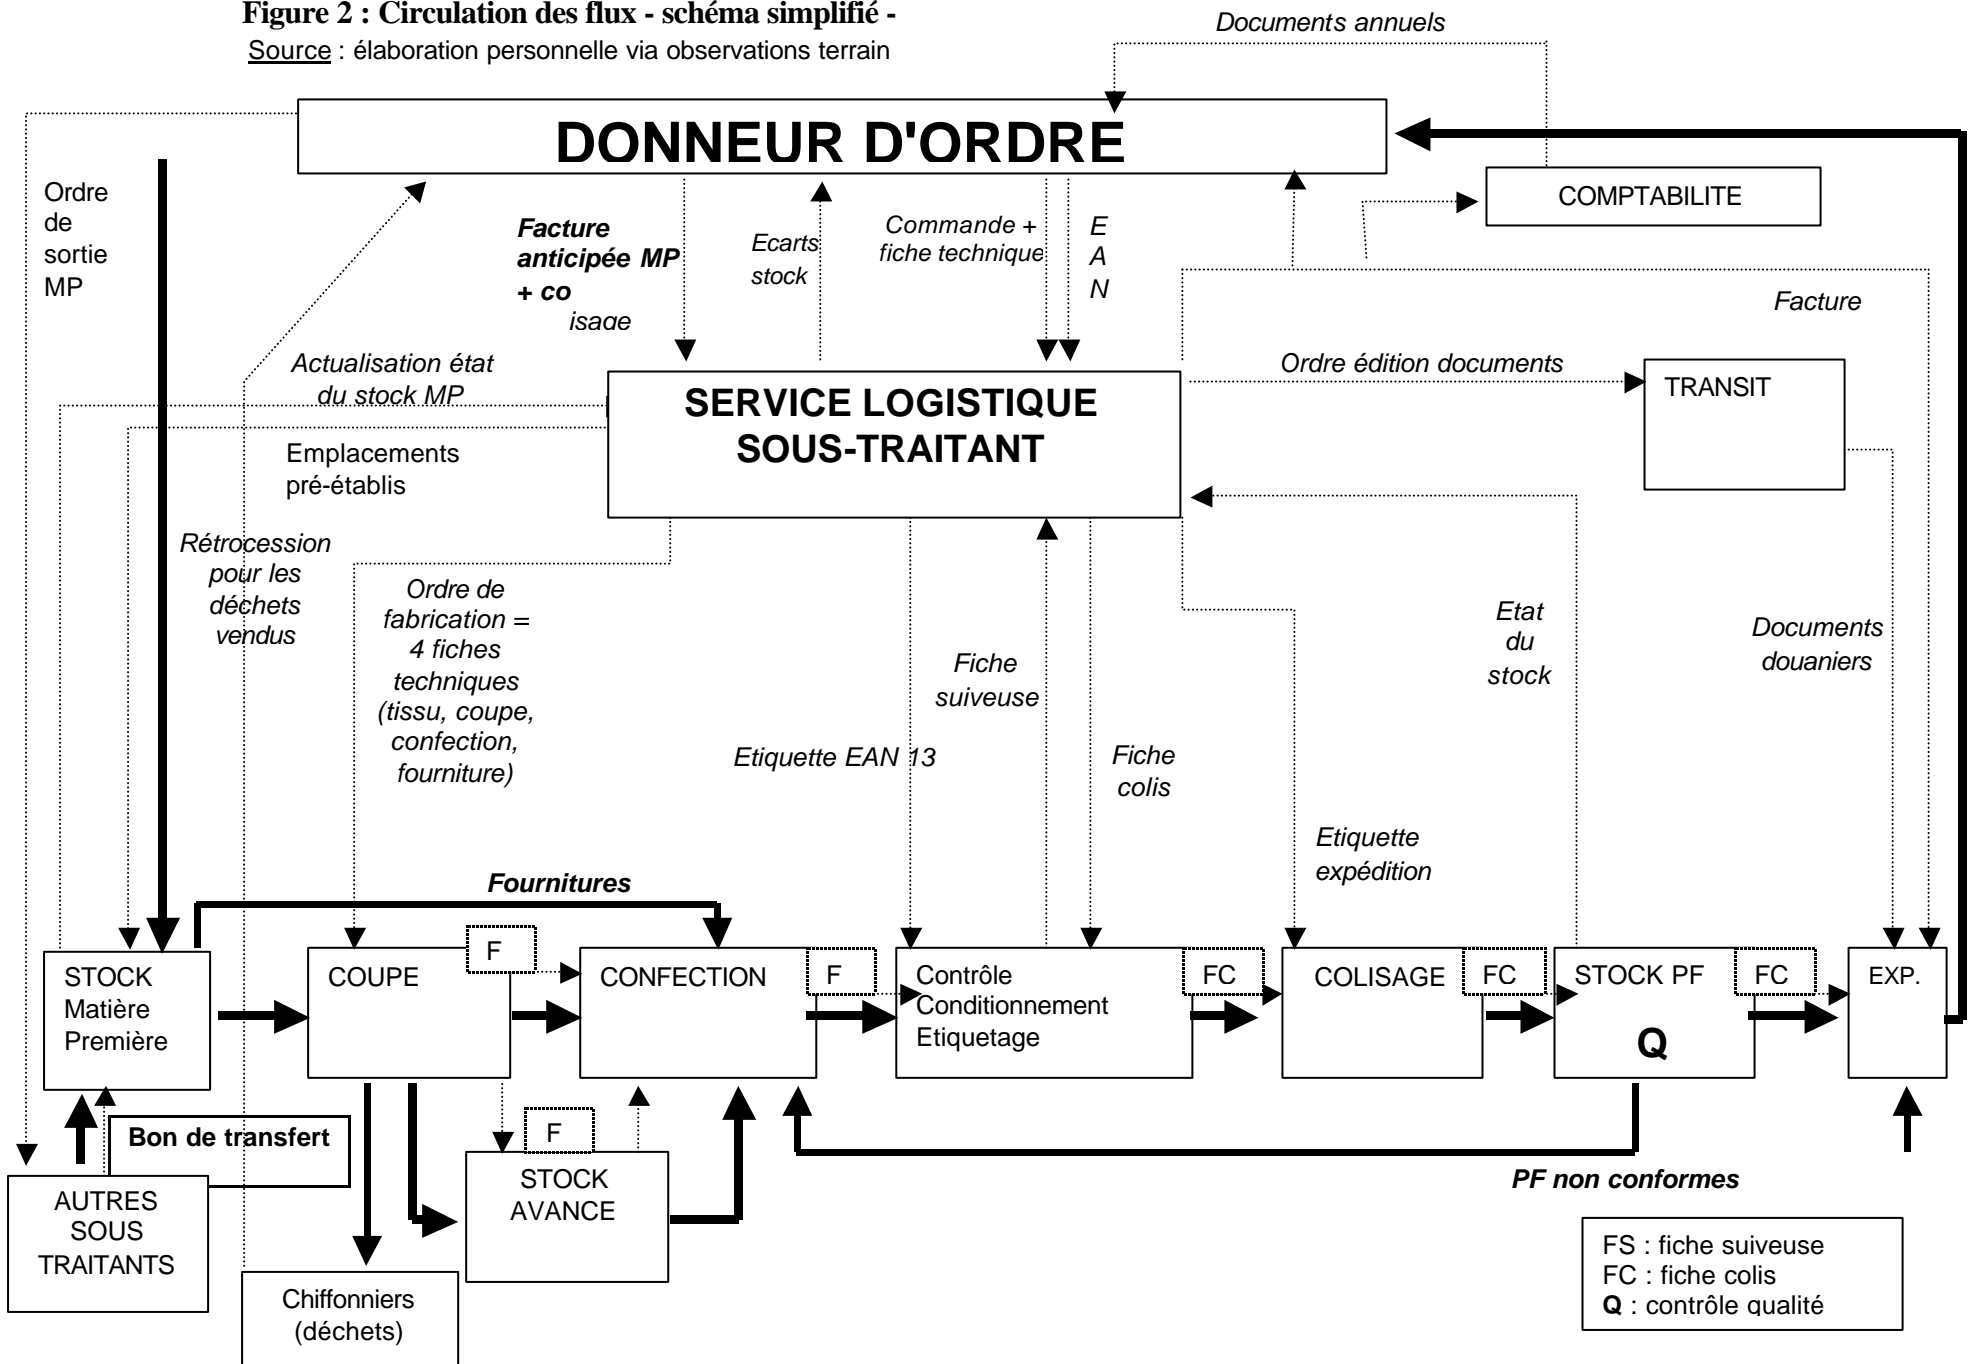 Figure 2 : Circulation des flux - schéma simplifié -
Source : élaboration personnelle via observations terrain
Documents annuels
DONNEUR D'ORDRE
COMPTABILITE
Ordre
de
sortie
MP
Facture
anticipée MP
+ co
isage
Ecarts
stock
Commande +
fiche technique
E
A
N
Facture
Actualisation état
du stock MP
SERVICE LOGISTIQUE
SOUS-TRAITANT
Ordre édition documents
TRANSIT
Emplacements
pré-établis
Rétrocession
pour les
déchets
vendus
Ordre de
fabrication =
4 fiches
techniques
(tissu, coupe,
confection,
fourniture)
Etiquette EAN 13
Fiche
suiveuse
Fiche
colis
Etiquette
expédition
Etat
du
stock
Documents
douaniers
Fournitures
STOCK
Matière
Première
COUPE
F
CONFECTION
F
Contrôle
Conditionnement
Etiquetage
FC
COLISAGE
FC
STOCK PF
Q
FC
EXP.
Bon de transfert
AUTRES
SOUS
TRAITANTS
F
STOCK
AVANCE
Chiffonniers
(déchets)
PF non conformes
FS : fiche suiveuse
FC : fiche colis
Q : contrôle qualité